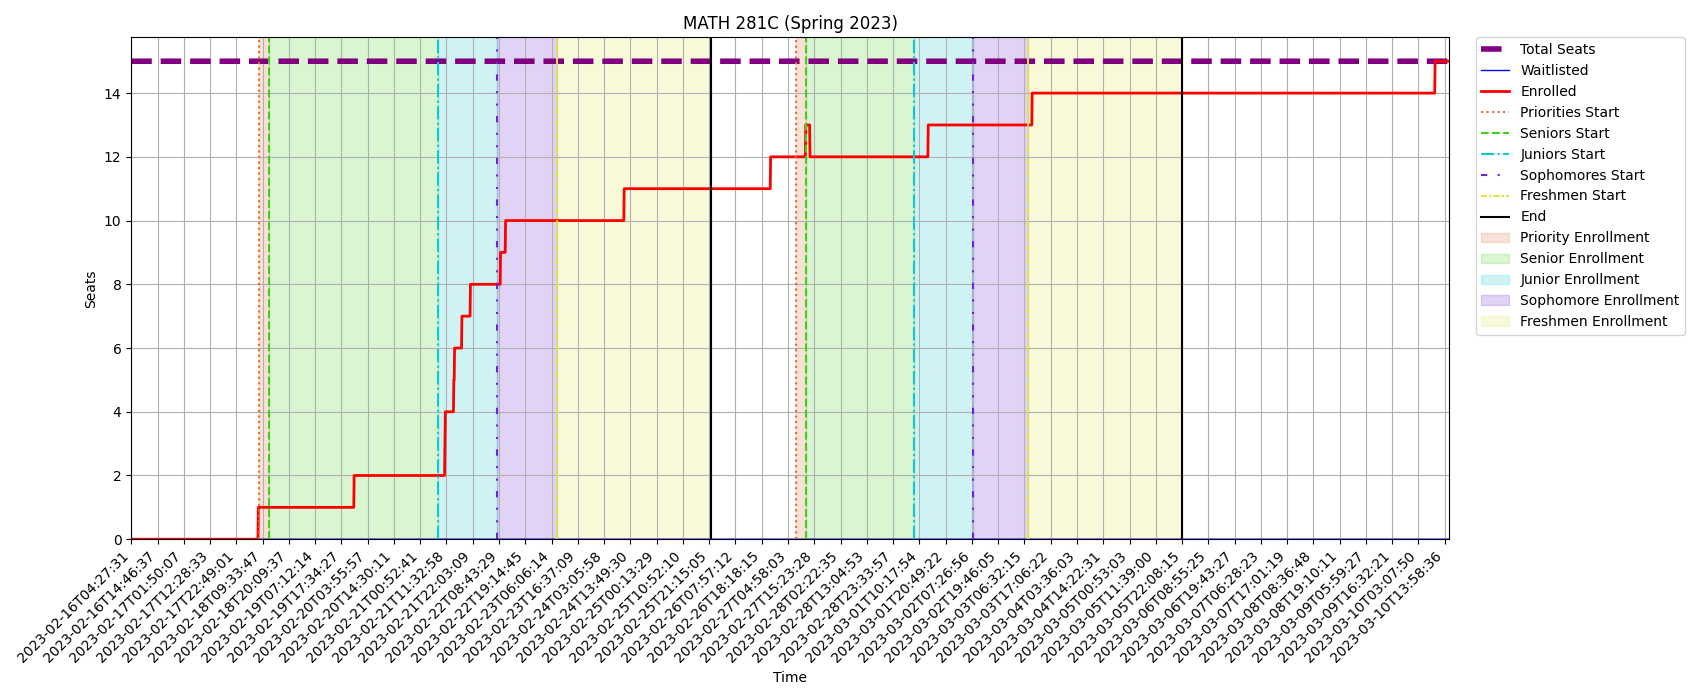 MATH 281C (Spring 2023)
Seats
14
12
10
8
6
4
2
0
2023-02-16T04:27:31
2023-02-16T14:46:37
2023-02-17T01:50:07
2023-02-17T12:28:33
2023-02-17T22:49:01
2023-02-18T09:33:47
2023-02-18T20:09:37
2023-02-19T07:12:14
2023-02-19T17:34:27
2023-02-20T03:55:57
2023-02-20T14:30:11
2023-02-21T00:52:41
2023-02-21T11:32:58
2023-02-21T22:03:09
2023-02-22T08:43:29
2023-02-22T19:14:45
2023-02-23T06:06:14
2023-02-23T16:37:09
2023-02-24T03:05:58
2023-02-24T13:49:30
2023-02-25T00:13:29
2023-02-25T10:52:10
2023-02-25T21:15:05
2023-02-26T07:57:12
2023-02-26T18:18:15
2023-02-27T04:58:03
2023-02-27T15:23:28
2023-02-28T02:22:35
2023-02-28T13:04:53
2023-02-28T23:33:57
2023-03-01T10:17:54
2023-03-01T20:49:22
2023-03-02T07:26:56
2023-03-02T19:46:05
2023-03-03T06:32:15
2023-03-03T17:06:22
2023-03-04T03:36:03
2023-03-04T14:22:31
2023-03-05T00:53:03
2023-03-05T11:39:00
2023-03-05T22:08:15
2023-03-06T08:55:25
2023-03-06T19:43:27
2023-03-07T06:28:23
2023-03-07T17:01:19
2023-03-08T08:36:48
2023-03-08T19:10:11
2023-03-09T05:59:27
2023-03-09T16:32:21
2023-03-10T03:07:50
2023-03-10T13:58:36
Time
Total Seats
Waitlisted
Enrolled
Priorities Start
Seniors Start
Juniors Start
Sophomores Start
Freshmen Start
End
Priority Enrollment
Senior Enrollment
Junior Enrollment
Sophomore Enrollment
Freshmen Enrollment